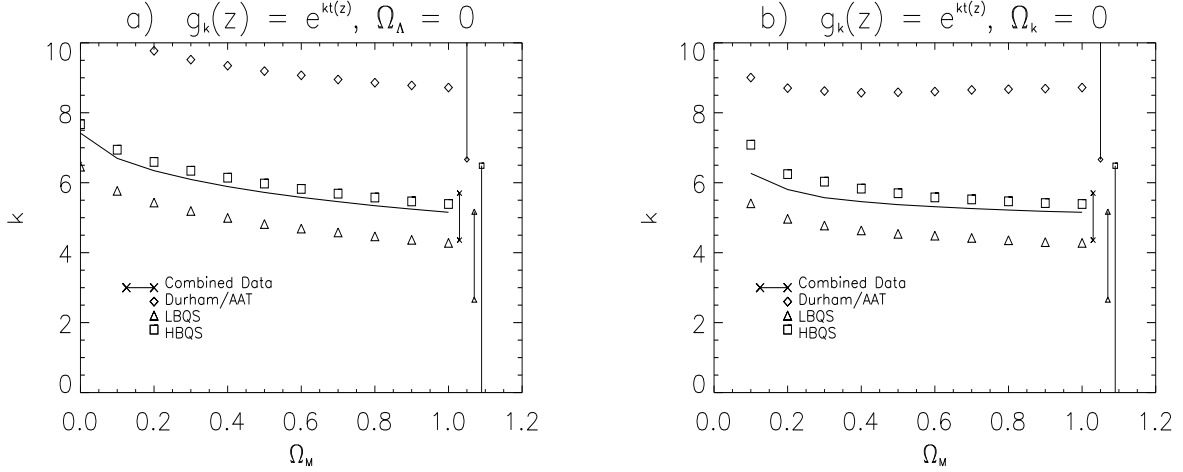 a) g_k(z) = e^{kt(z)}, Ω_Λ = 0
10
8
6
4
2
0
k
Combined Data
Durham/AAT
LBQS
HBQS
0.0 0.2 0.4 0.6 0.8 1.0 1.2
Ω_M
b) g_k(z) = e^{kt(z)}, Ω_k = 0
10
8
6
4
2
0
k
Combined Data
Durham/AAT
LBQS
HBQS
0.0 0.2 0.4 0.6 0.8 1.0 1.2
Ω_M